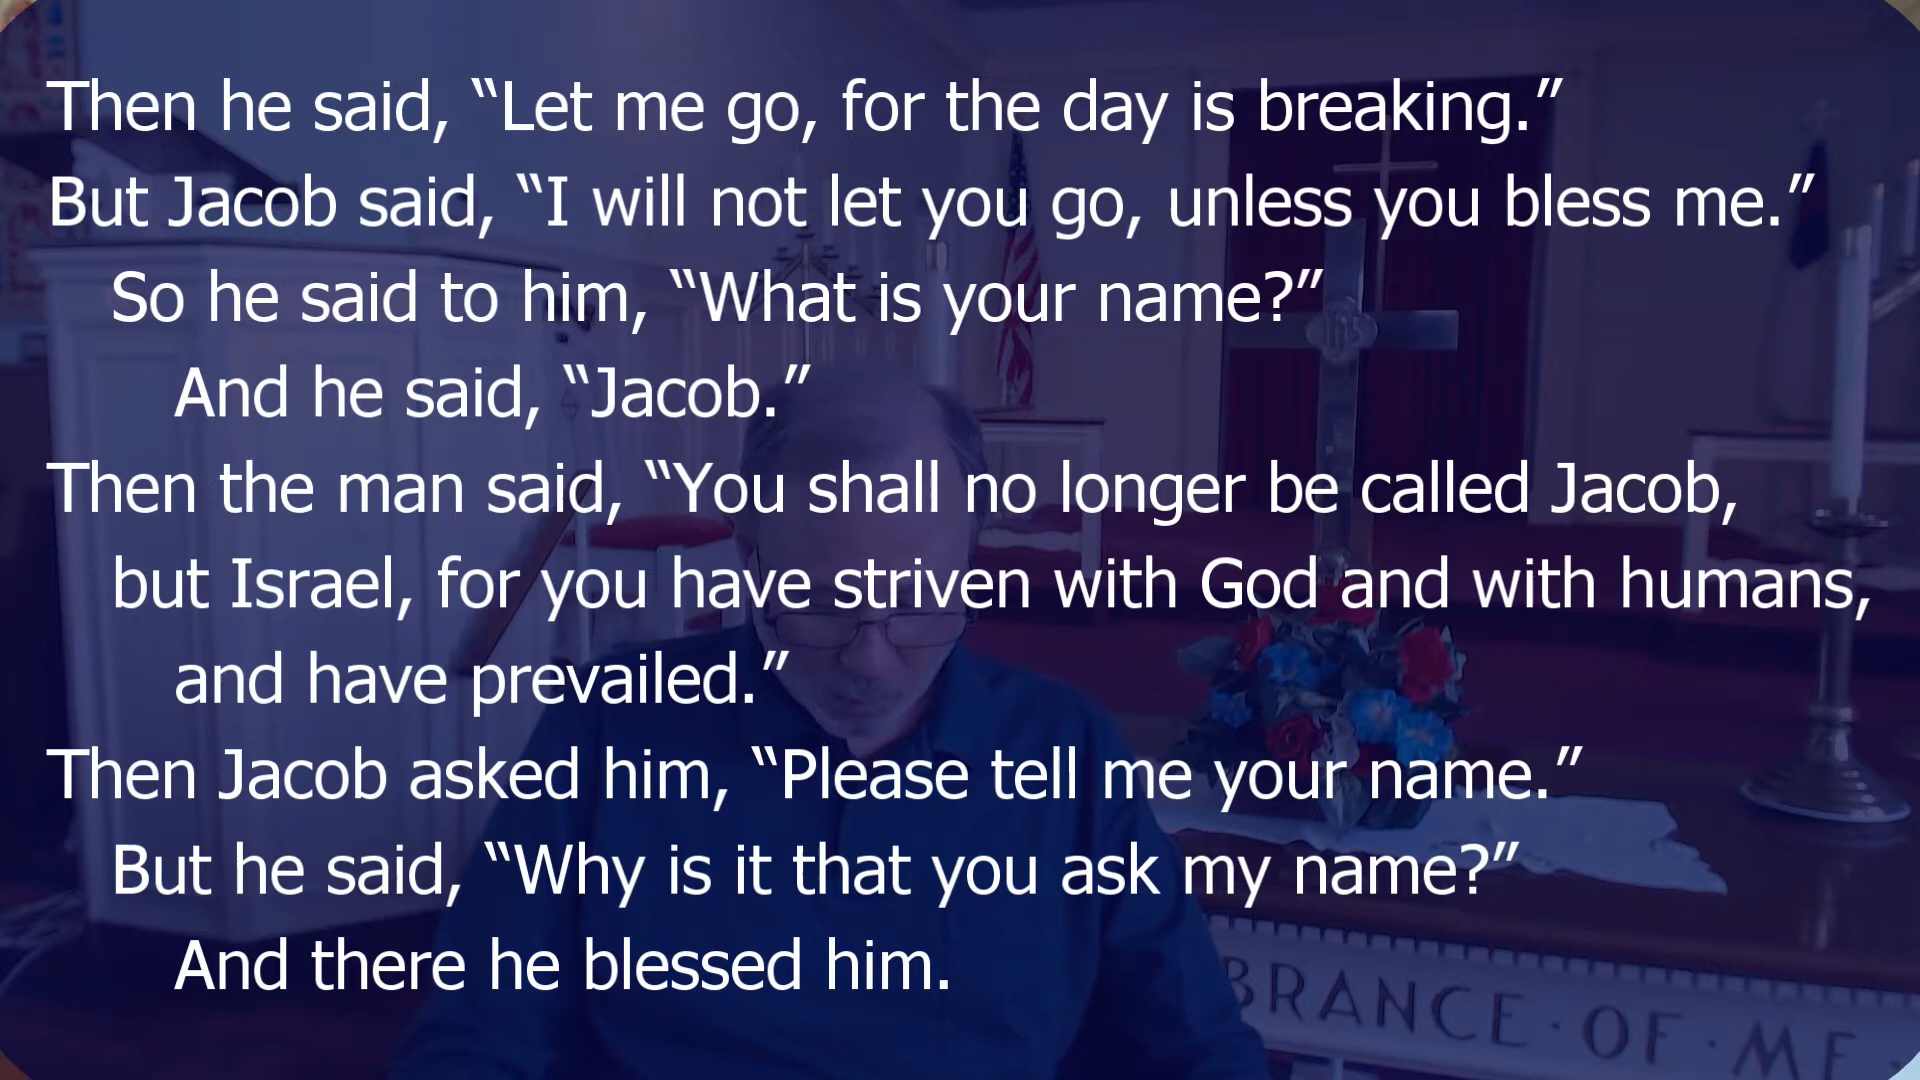 Then he said, “Let me go, for the day is breaking.”
But Jacob said, “I will not let you go, unless you bless me.”
So he said to him, “What is your name?”
And he said, “Jacob.”
Then the man said, “You shall no longer be called Jacob,
but Israel, for you have striven with God and with humans,
and have prevailed.”
Then Jacob asked him, “Please tell me your name.”
But he said, “Why is it that you ask my name?”
And there he blessed him.
IHS
BRANCE · OF · ME ·